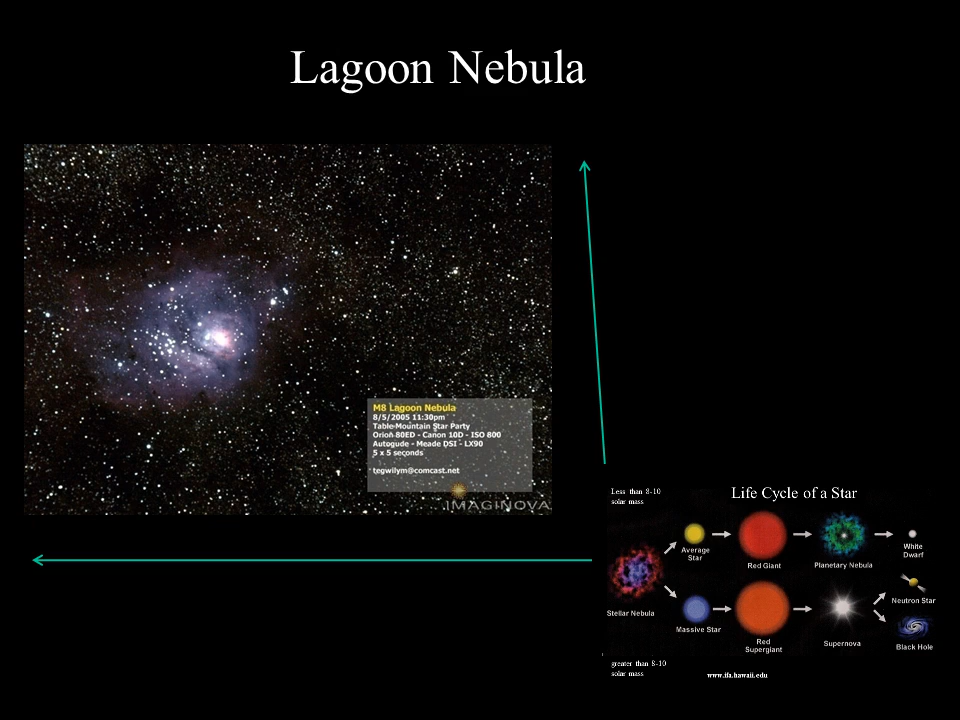 Lagoon Nebula
M8 Lagoon Nebula
8/5/2005 11:30pm
Table Mountain Star Party
Orion 80ED - Canon 10D - ISO 800
Autogude - Meade DSI - LX90
5 x 5 seconds
tegwilym@comcast.net
IMAGINOVA
Less than 8-10
solar mass
Life Cycle of a Star
Average
Star
Red Giant
Planetary Nebula
White
Dwarf
Stellar Nebula
Massive Star
Red
Supergiant
Supernova
Neutron Star
Black Hole
greater than 8-10
solar mass
www.ifa.hawaii.edu